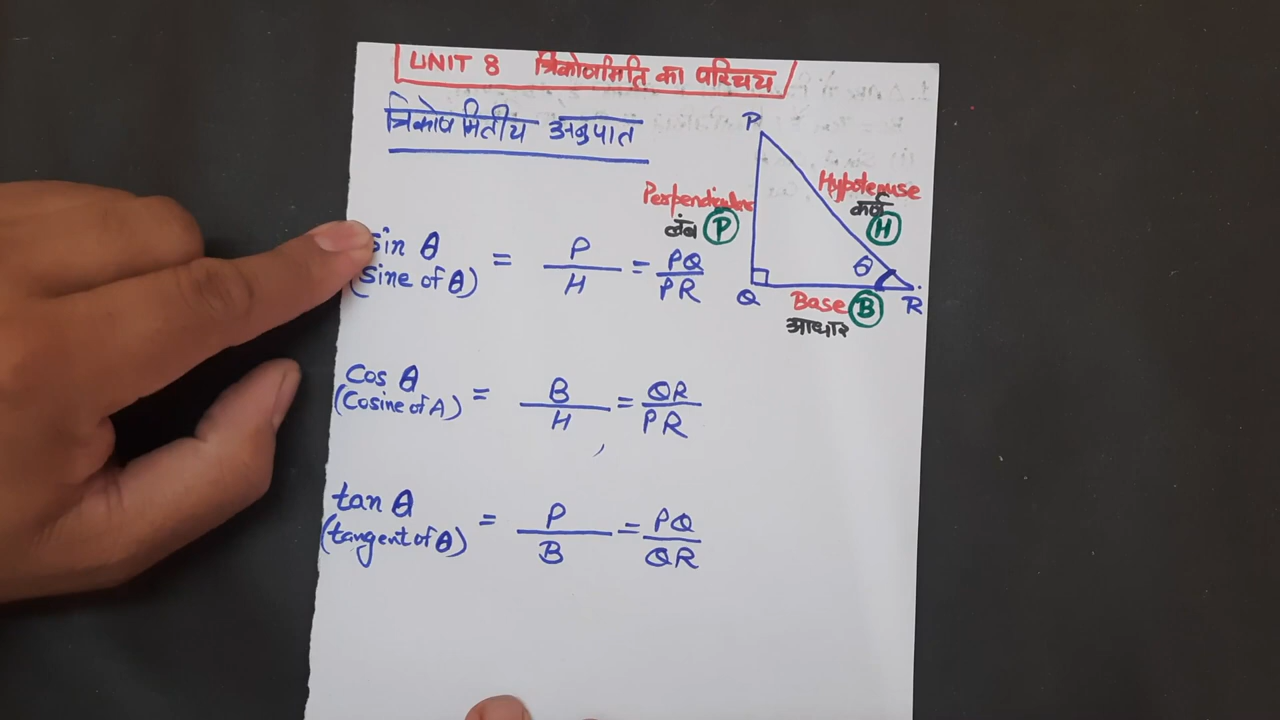 UNIT 8 त्रिकोणमिति का परिचय
त्रिकोणमितीय अनुपात
P
Perpendicular
लंब P
Hypotenuse
कर्ण
H
θ
Q
R
Base B
आधार
sin θ
(Sine of θ) = P/H = PQ/PR
Cos θ
(Cosine of A) = B/H = QR/PR
tan θ
(tangent of θ) = P/B = PQ/QR